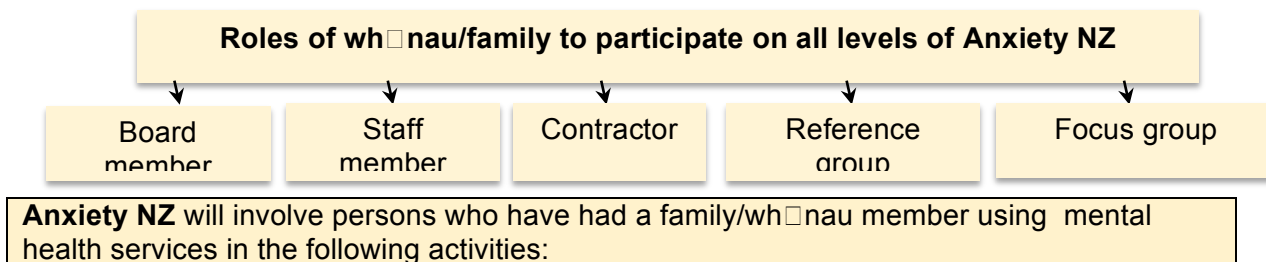 Roles of wh□nau/family to participate on all levels of Anxiety NZ
Board
member
Staff
member
Contractor
Reference
group
Focus group
Anxiety NZ will involve persons who have had a family/wh□nau member using mental
health services in the following activities: